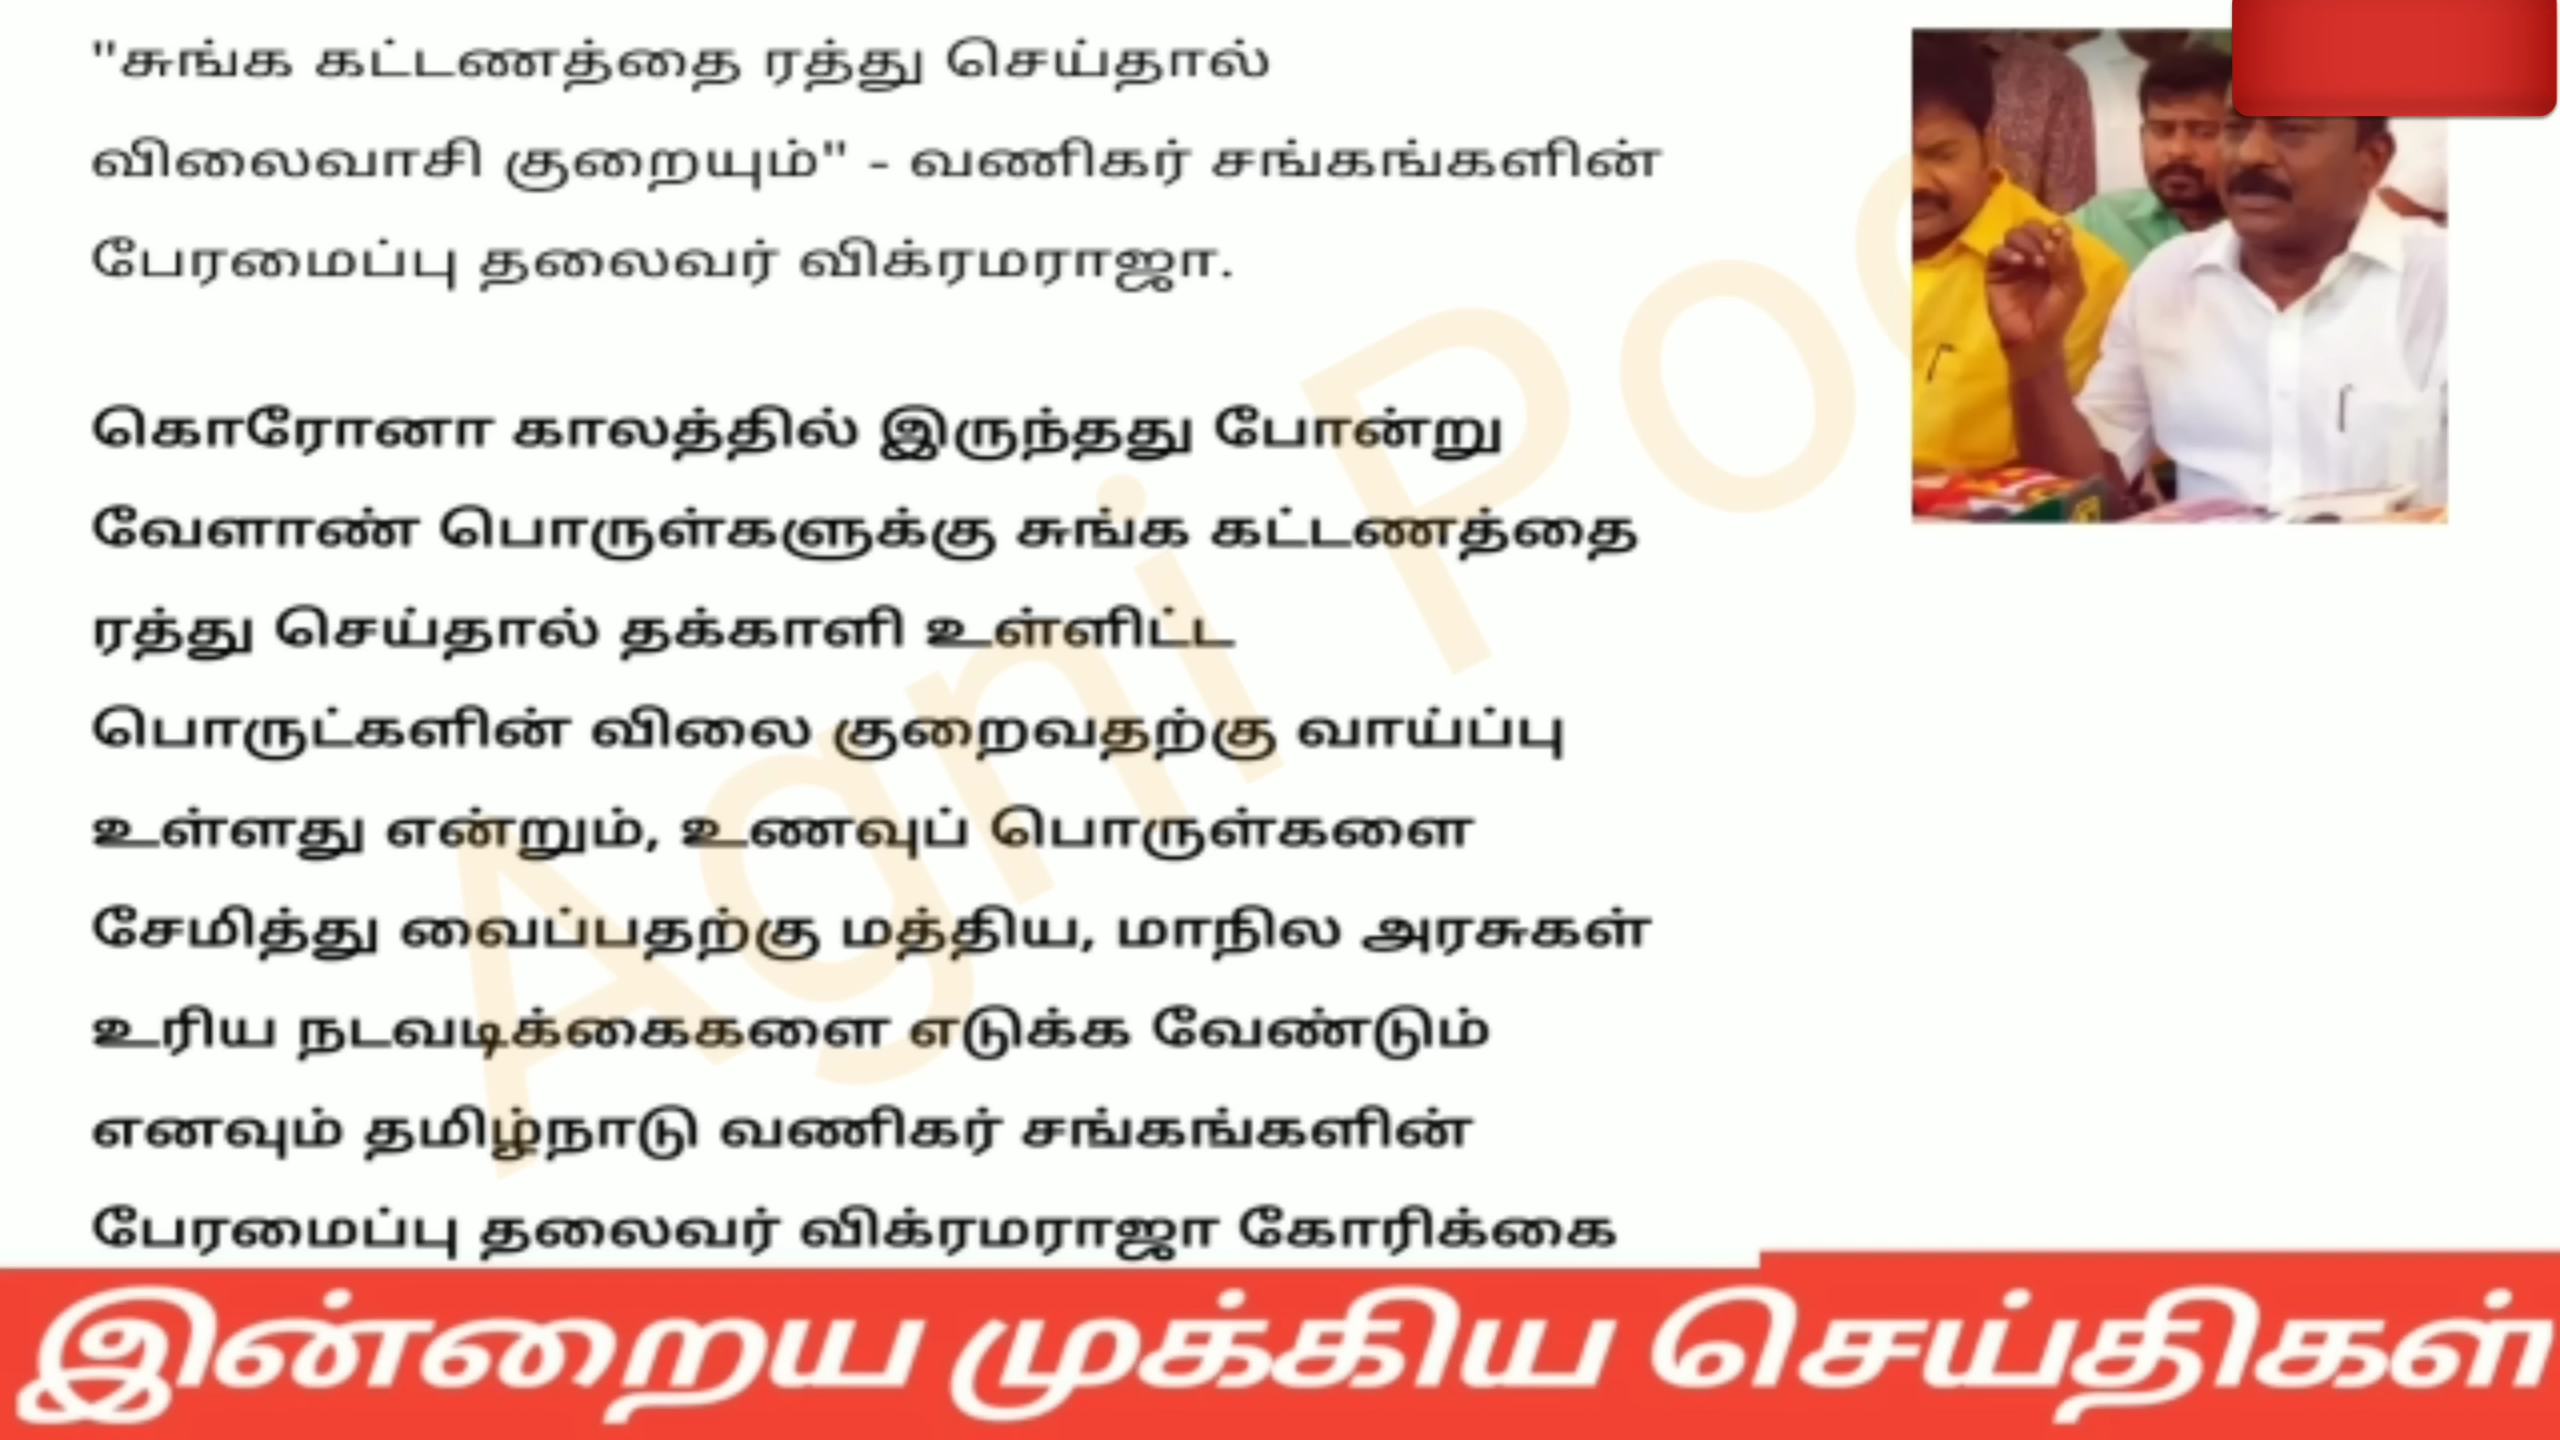 "சுங்க கட்டணத்தை ரத்து செய்தால்
விலைவாசி குறையும்" - வணிகர் சங்கங்களின்
பேரமைப்பு தலைவர் விக்ரமராஜா.
கொரோனா காலத்தில் இருந்தது போன்று
வேளாண் பொருள்களுக்கு சுங்க கட்டணத்தை
ரத்து செய்தால் தக்காளி உள்ளிட்ட
பொருட்களின் விலை குறைவதற்கு வாய்ப்பு
உள்ளது என்றும், உணவுப் பொருள்களை
சேமித்து வைப்பதற்கு மத்திய, மாநில அரசுகள்
உரிய நடவடிக்கைகளை எடுக்க வேண்டும்
எனவும் தமிழ்நாடு வணிகர் சங்கங்களின்
பேரமைப்பு தலைவர் விக்ரமராஜா கோரிக்கை
இன்றைய முக்கிய செய்திகள்
Agni